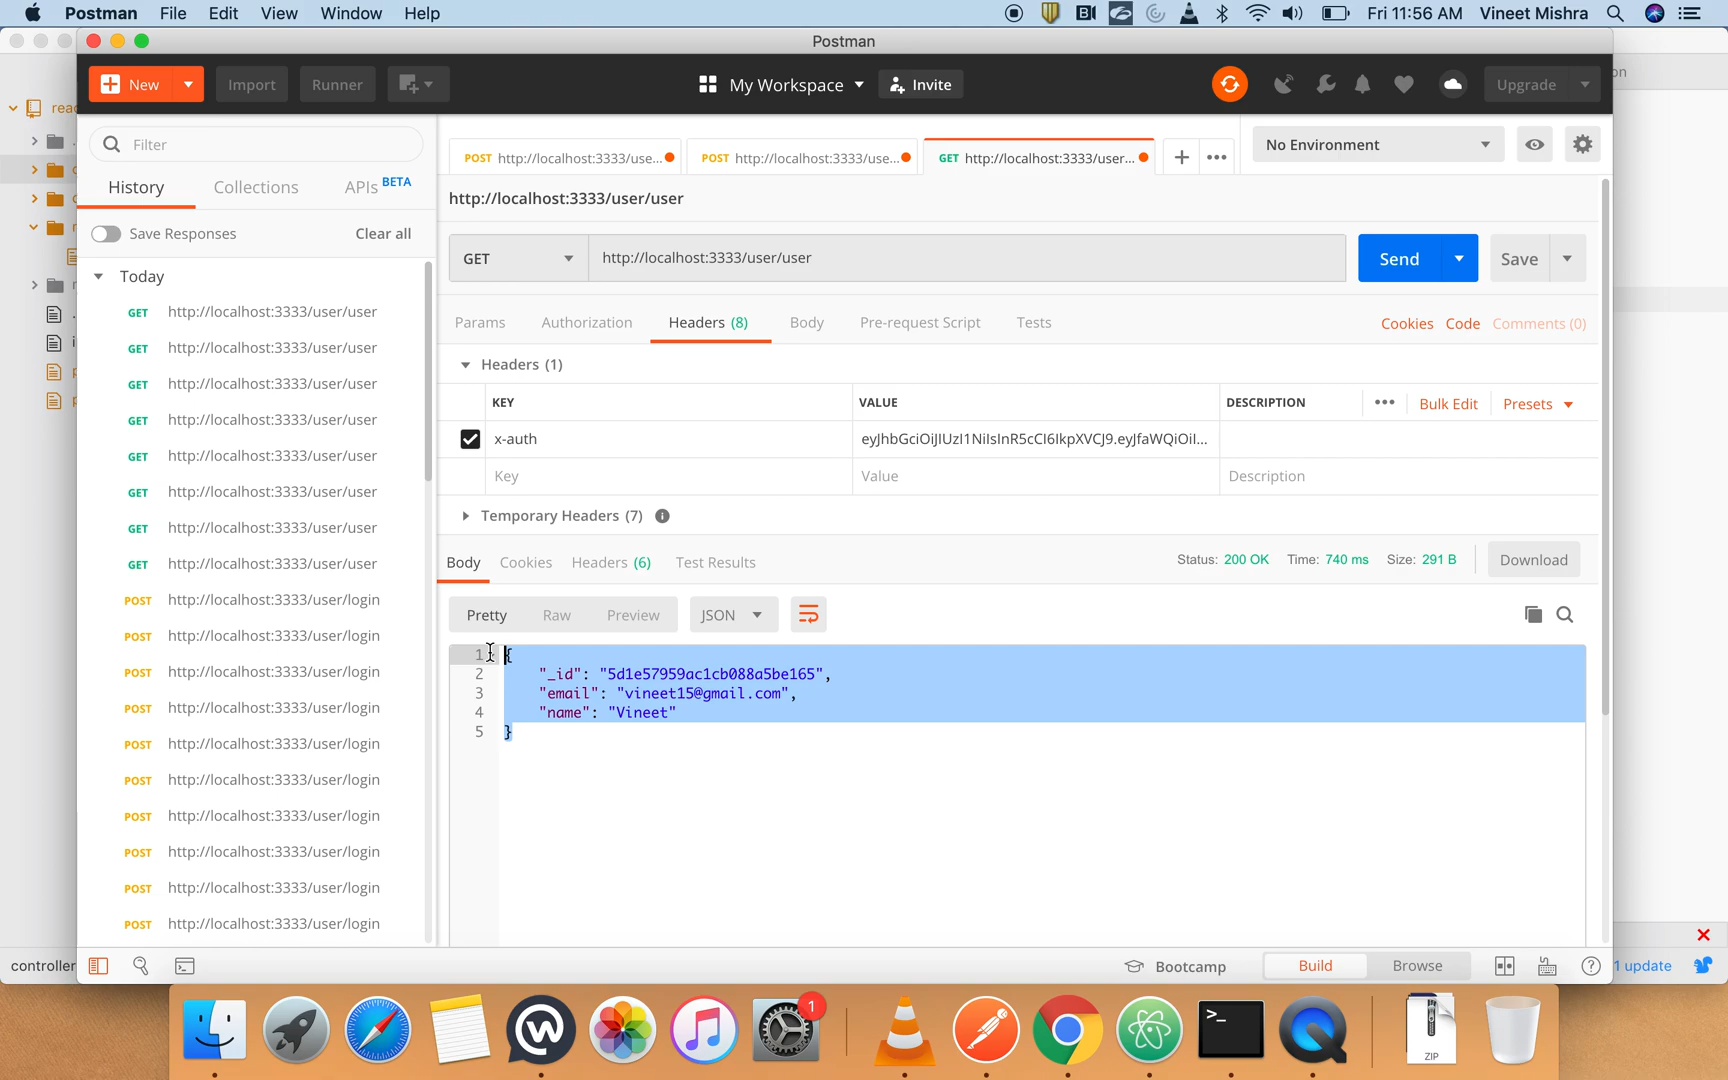 Postman File Edit View Window Help
Fri 11:56 AM Vineet Mishra
Postman
New Import Runner My Workspace Invite Upgrade
Filter
History Collections APIs BETA
Save Responses Clear all
Today
GET http://localhost:3333/user/user
GET http://localhost:3333/user/user
GET http://localhost:3333/user/user
GET http://localhost:3333/user/user
GET http://localhost:3333/user/user
GET http://localhost:3333/user/user
GET http://localhost:3333/user/user
GET http://localhost:3333/user/user
POST http://localhost:3333/user/login
POST http://localhost:3333/user/login
POST http://localhost:3333/user/login
POST http://localhost:3333/user/login
POST http://localhost:3333/user/login
POST http://localhost:3333/user/login
POST http://localhost:3333/user/login
POST http://localhost:3333/user/login
POST http://localhost:3333/user/login
POST http://localhost:3333/user/login
POST http://localhost:3333/use... POST http://localhost:3333/use... GET http://localhost:3333/user...
No Environment
http://localhost:3333/user/user
GET http://localhost:3333/user/user Send Save
Params Authorization Headers (8) Body Pre-request Script Tests Cookies Code Comments (0)
Headers (1)
KEY VALUE DESCRIPTION Bulk Edit Presets
x-auth
Key Value Description
Temporary Headers (7)
Body Cookies Headers (6) Test Results Status: 200 OK Time: 740 ms Size: 291 B Download
Pretty Raw Preview JSON
1 {
2 "_id": "5d1e57959ac1cb088a5be165",
3 "email": "vineet15@gmail.com",
4 "name": "Vineet"
5 }
controller
Bootcamp Build Browse
1 update
1
ZIP